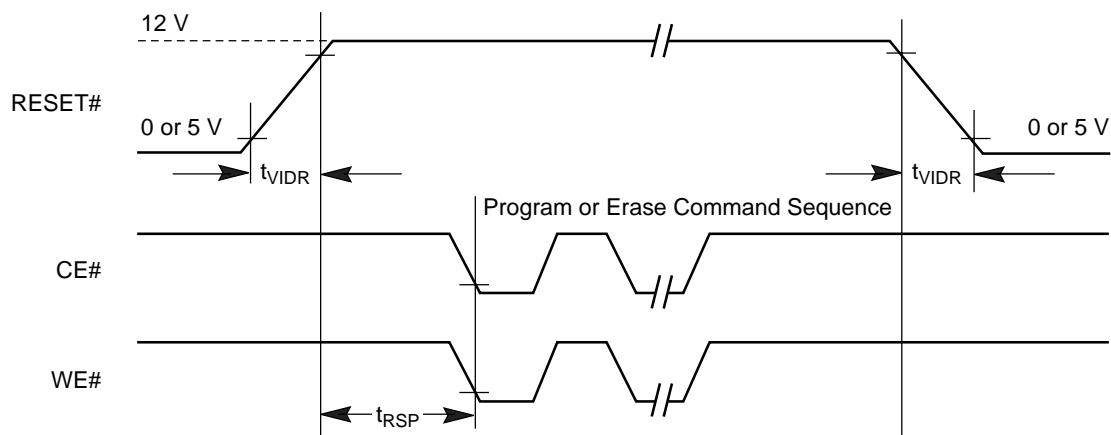 12 V
RESET#
0 or 5 V
0 or 5 V
tVIDR
tVIDR
Program or Erase Command Sequence
CE#
WE#
tRSP